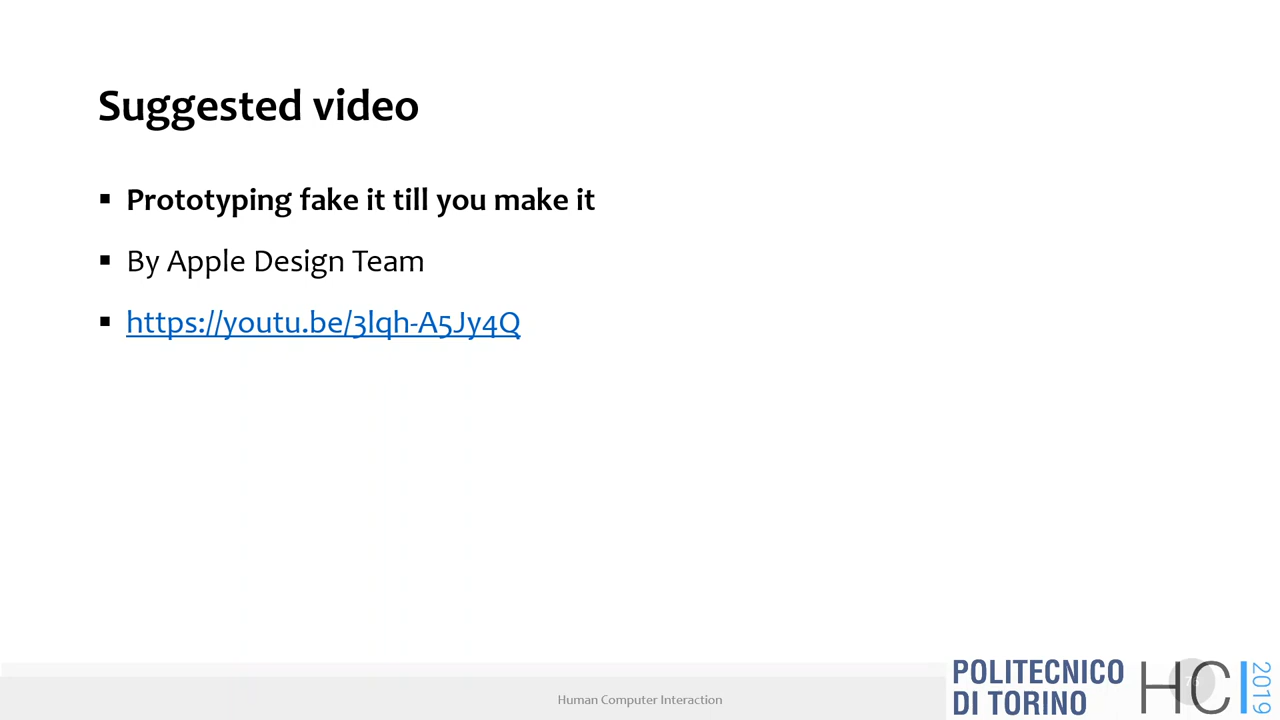 Suggested video
▪ Prototyping fake it till you make it
▪ By Apple Design Team
▪ https://youtu.be/3lqh-A5Jy4Q
Human Computer Interaction
POLITECNICO
DI TORINO
HCI
2019